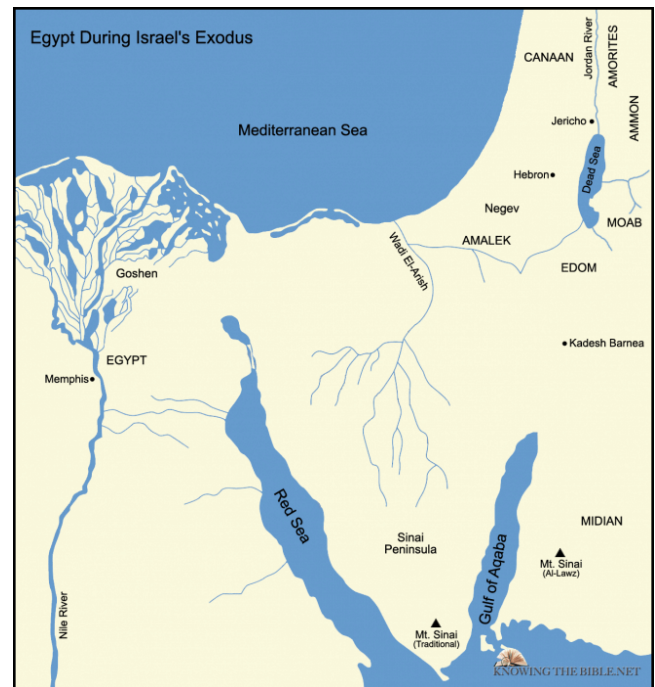 Egypt During Israel's Exodus
CANAAN
Jordan River
AMORITES
AMMON
Mediterranean Sea
Jericho
Dead Sea
Hebron
Negev
MOAB
Wadi El-Arish
AMALEK
EDOM
Goshen
Kadesh Barnea
EGYPT
Memphis
Red Sea
Gulf of Aqaba
MIDIAN
Sinai
Peninsula
Mt. Sinai
(Al-Lawz)
Nile River
Mt. Sinai
(Traditional)
KNOWING THE BIBLE.NET